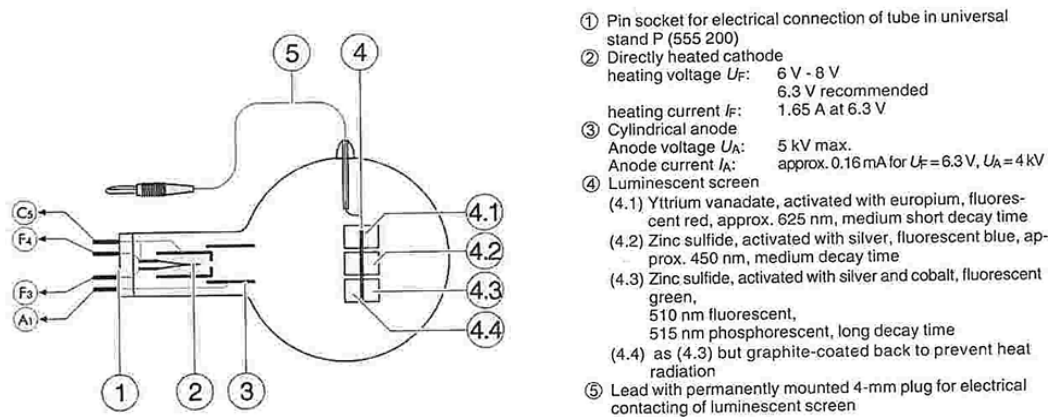 5
4
4.1
4.2
4.3
4.4
C5
F4
F3
A1
1
2
3
① Pin socket for electrical connection of tube in universal
stand P (555 200)
② Directly heated cathode
heating voltage UF: 6 V - 8 V
6.3 V recommended
heating current IF: 1.65 A at 6.3 V
③ Cylindrical anode
Anode voltage UA: 5 kV max.
Anode current IA: approx. 0.16 mA for UF = 6.3 V, UA = 4 kV
④ Luminescent screen
(4.1) Yttrium vanadate, activated with europium, fluores-
cent red, approx. 625 nm, medium short decay time
(4.2) Zinc sulfide, activated with silver, fluorescent blue, ap-
prox. 450 nm, medium decay time
(4.3) Zinc sulfide, activated with silver and cobalt, fluorescent
green,
510 nm fluorescent,
515 nm phosphorescent, long decay time
(4.4) as (4.3) but graphite-coated back to prevent heat
radiation
⑤ Lead with permanently mounted 4-mm plug for electrical
contacting of luminescent screen